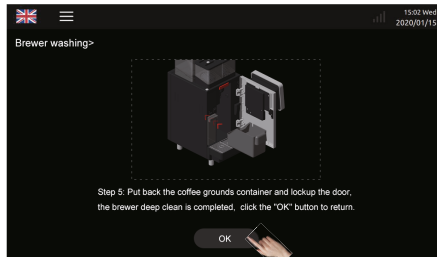 15:02 Wed
2020/01/15
Brewer washing>
Step 5: Put back the coffee grounds container and lockup the door,
the brewer deep clean is completed, click the "OK" button to return.
OK